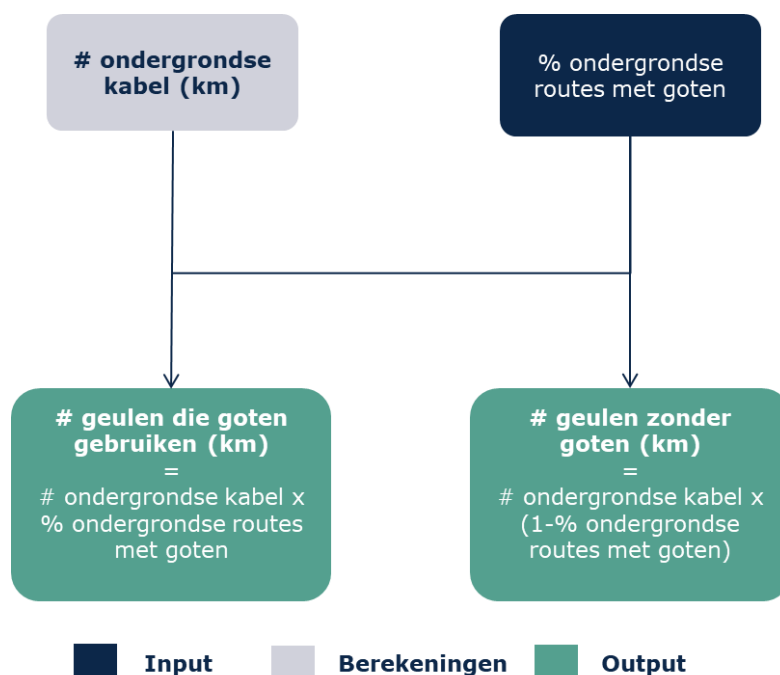 # ondergrondse
kabel (km)
% ondergrondse
routes met goten
# geulen die goten
gebruiken (km)
=
# ondergrondse kabel x
% ondergrondse routes
met goten
# geulen zonder
goten (km)
=
# ondergrondse kabel x
(1-% ondergrondse
routes met goten)
Input
Berekeningen
Output